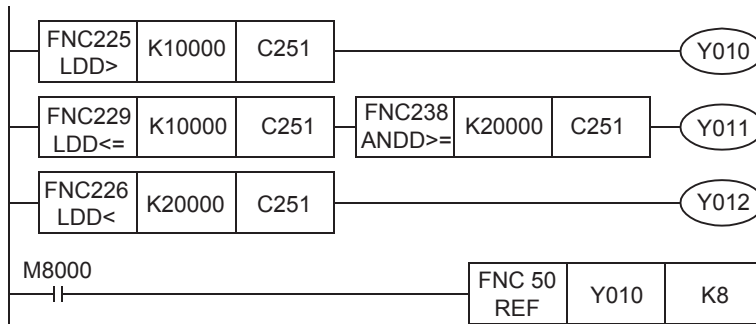 FNC225
LDD>
K10000
C251
Y010
FNC229
LDD<=
K10000
C251
FNC238
ANDD>=
K20000
C251
Y011
FNC226
LDD<
K20000
C251
Y012
M8000
FNC 50
REF
Y010
K8